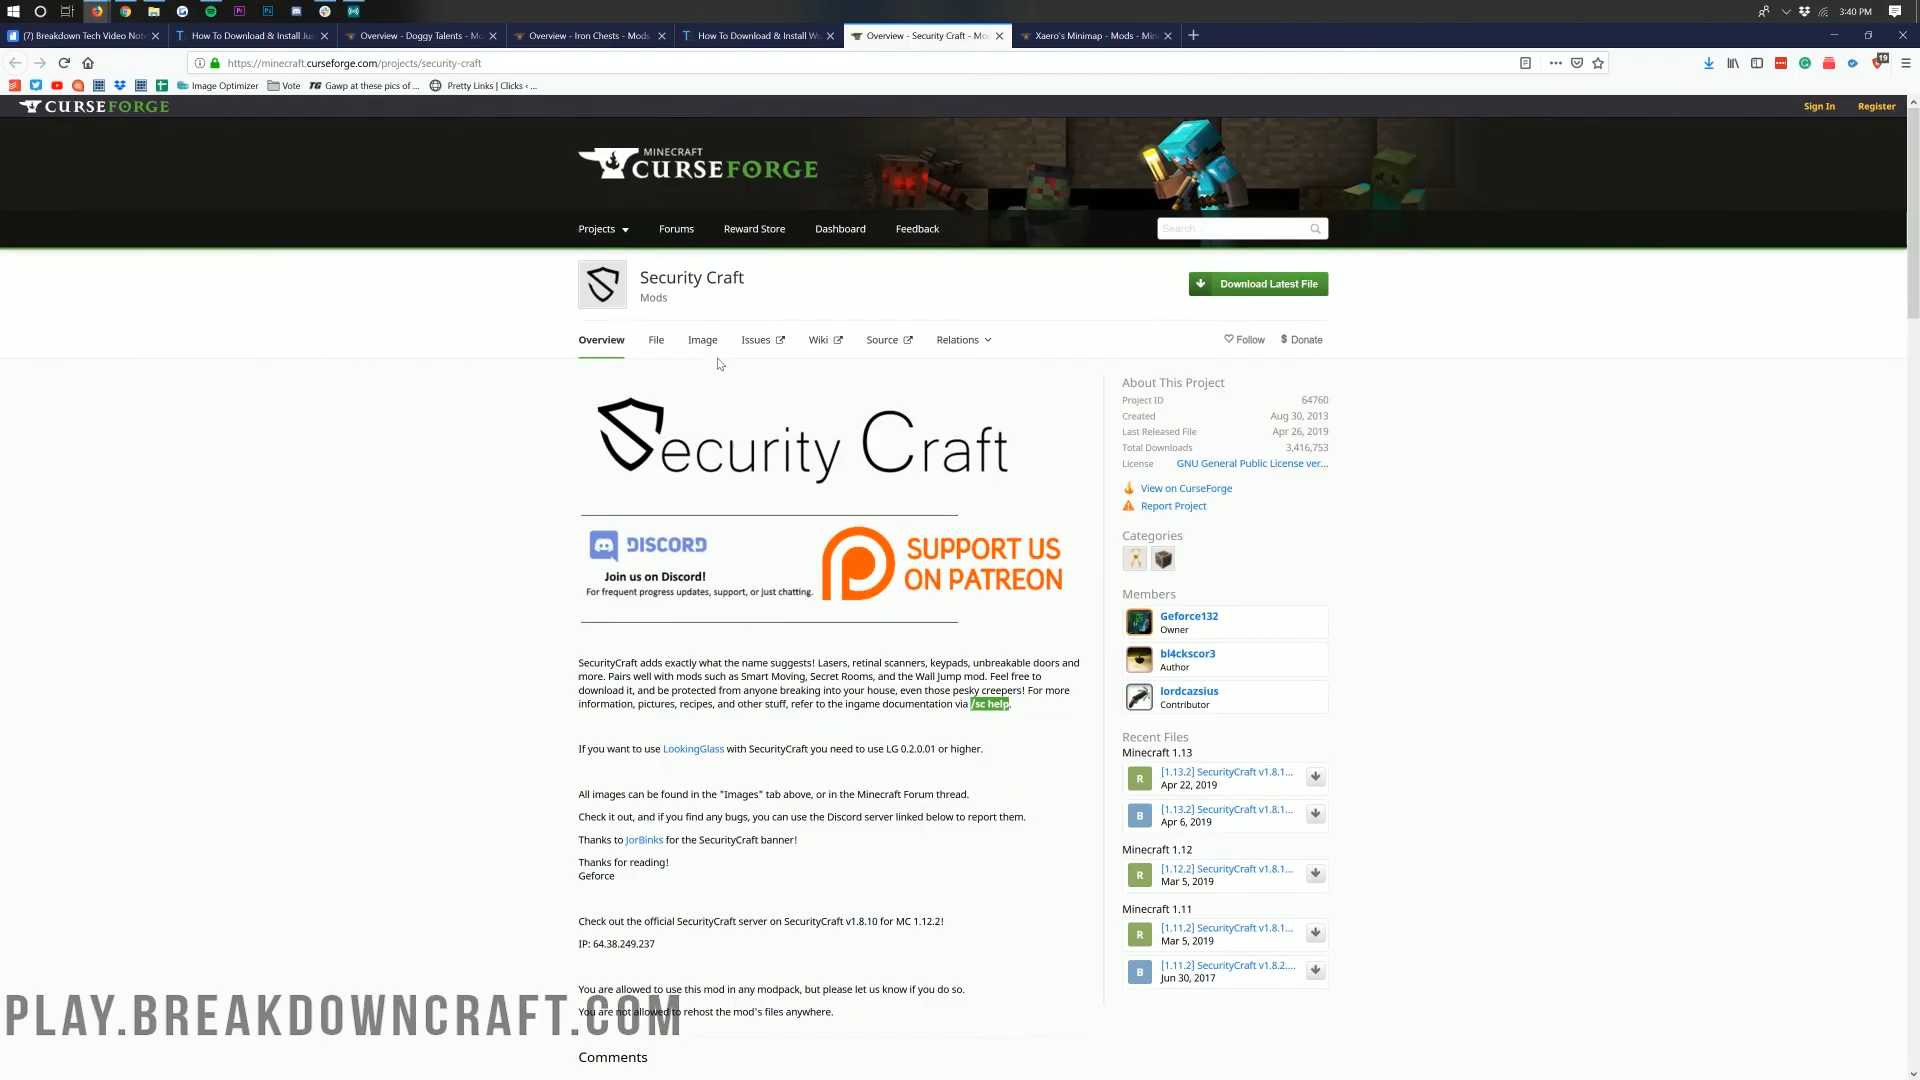 3:40 PM
(7) Breakdown Tech Video Not
How To Download & Install Ju
Overview - Doggy Talents - Mo
Overview - Iron Chests - Mods
How To Download & Install Wo
Overview - Security Craft - Mo
Xaero's Minimap - Mods - Min
https://minecraft.curseforge.com/projects/security-craft
19
Image Optimizer
Vote
TG Gawp at these pics of ...
Pretty Links | Clicks ‹ ...
CURSEFORGE
Sign In
Register
MINECRAFT
CURSEFORGE
Projects
Forums
Reward Store
Dashboard
Feedback
Search...
Security Craft
Mods
Download Latest File
Overview
File
Image
Issues
Wiki
Source
Relations
Follow
$ Donate
Security Craft
DISCORD
Join us on Discord!
For frequent progress updates, support, or just chatting.
SUPPORT US
ON PATREON
SecurityCraft adds exactly what the name suggests! Lasers, retinal scanners, keypads, unbreakable doors and
more. Pairs well with mods such as Smart Moving, Secret Rooms, and the Wall Jump mod. Feel free to
download it, and be protected from anyone breaking into your house, even those pesky creepers! For more
information, pictures, recipes, and other stuff, refer to the ingame documentation via /sc help.
If you want to use LookingGlass with SecurityCraft you need to use LG 0.2.0.01 or higher.
All images can be found in the "Images" tab above, or in the Minecraft Forum thread.
Check it out, and if you find any bugs, you can use the Discord server linked below to report them.
Thanks to JorBinks for the SecurityCraft banner!
Thanks for reading!
Geforce
Check out the official SecurityCraft server on SecurityCraft v1.8.10 for MC 1.12.2!
IP: 64.38.249.237
You are allowed to use this mod in any modpack, but please let us know if you do so.
You are not allowed to rehost the mod's files anywhere.
Comments
About This Project
Project ID 64760
Created Aug 30, 2013
Last Released File Apr 26, 2019
Total Downloads 3,416,753
License GNU General Public License ver...
View on CurseForge
Report Project
Categories
Members
Geforce132
Owner
bl4ckscor3
Author
lordcazsius
Contributor
Recent Files
Minecraft 1.13
R [1.13.2] SecurityCraft v1.8.1...
Apr 22, 2019
B [1.13.2] SecurityCraft v1.8.1...
Apr 6, 2019
Minecraft 1.12
R [1.12.2] SecurityCraft v1.8.1...
Mar 5, 2019
Minecraft 1.11
R [1.11.2] SecurityCraft v1.8.1...
Mar 5, 2019
B [1.11.2] SecurityCraft v1.8.2....
Jun 30, 2017
PLAY.BREAKDOWNCRAFT.COM